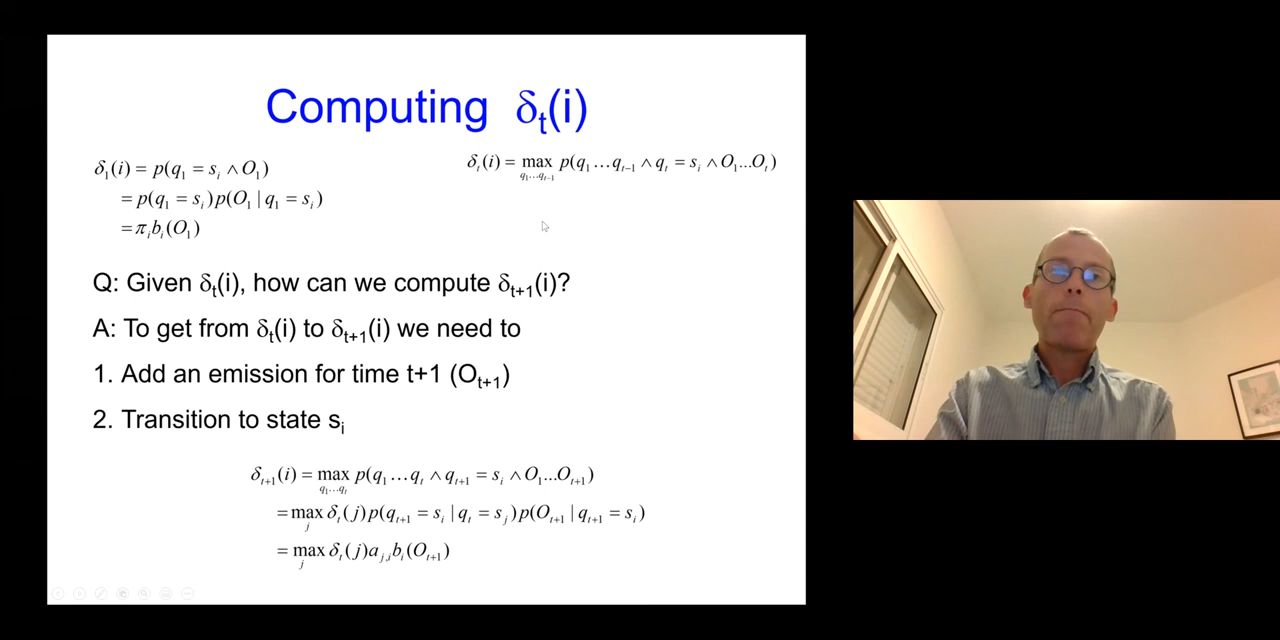 Computing δt(i)
δ1(i) = p(q1 = si ∧ O1)
= p(q1 = si)p(O1 | q1 = si)
= πibi(O1)
δt(i) = max p(q1…qt−1 ∧ qt = si ∧ O1...Ot)
q1…qt−1
Q: Given δt(i), how can we compute δt+1(i)?
A: To get from δt(i) to δt+1(i) we need to
1. Add an emission for time t+1 (Ot+1)
2. Transition to state si
δt+1(i) = max p(q1…qt ∧ qt+1 = si ∧ O1...Ot+1)
q1…qt
= max δt(j)p(qt+1 = si | qt = sj)p(Ot+1 | qt+1 = si)
j
= max δt(j)aj,ibi(Ot+1)
j